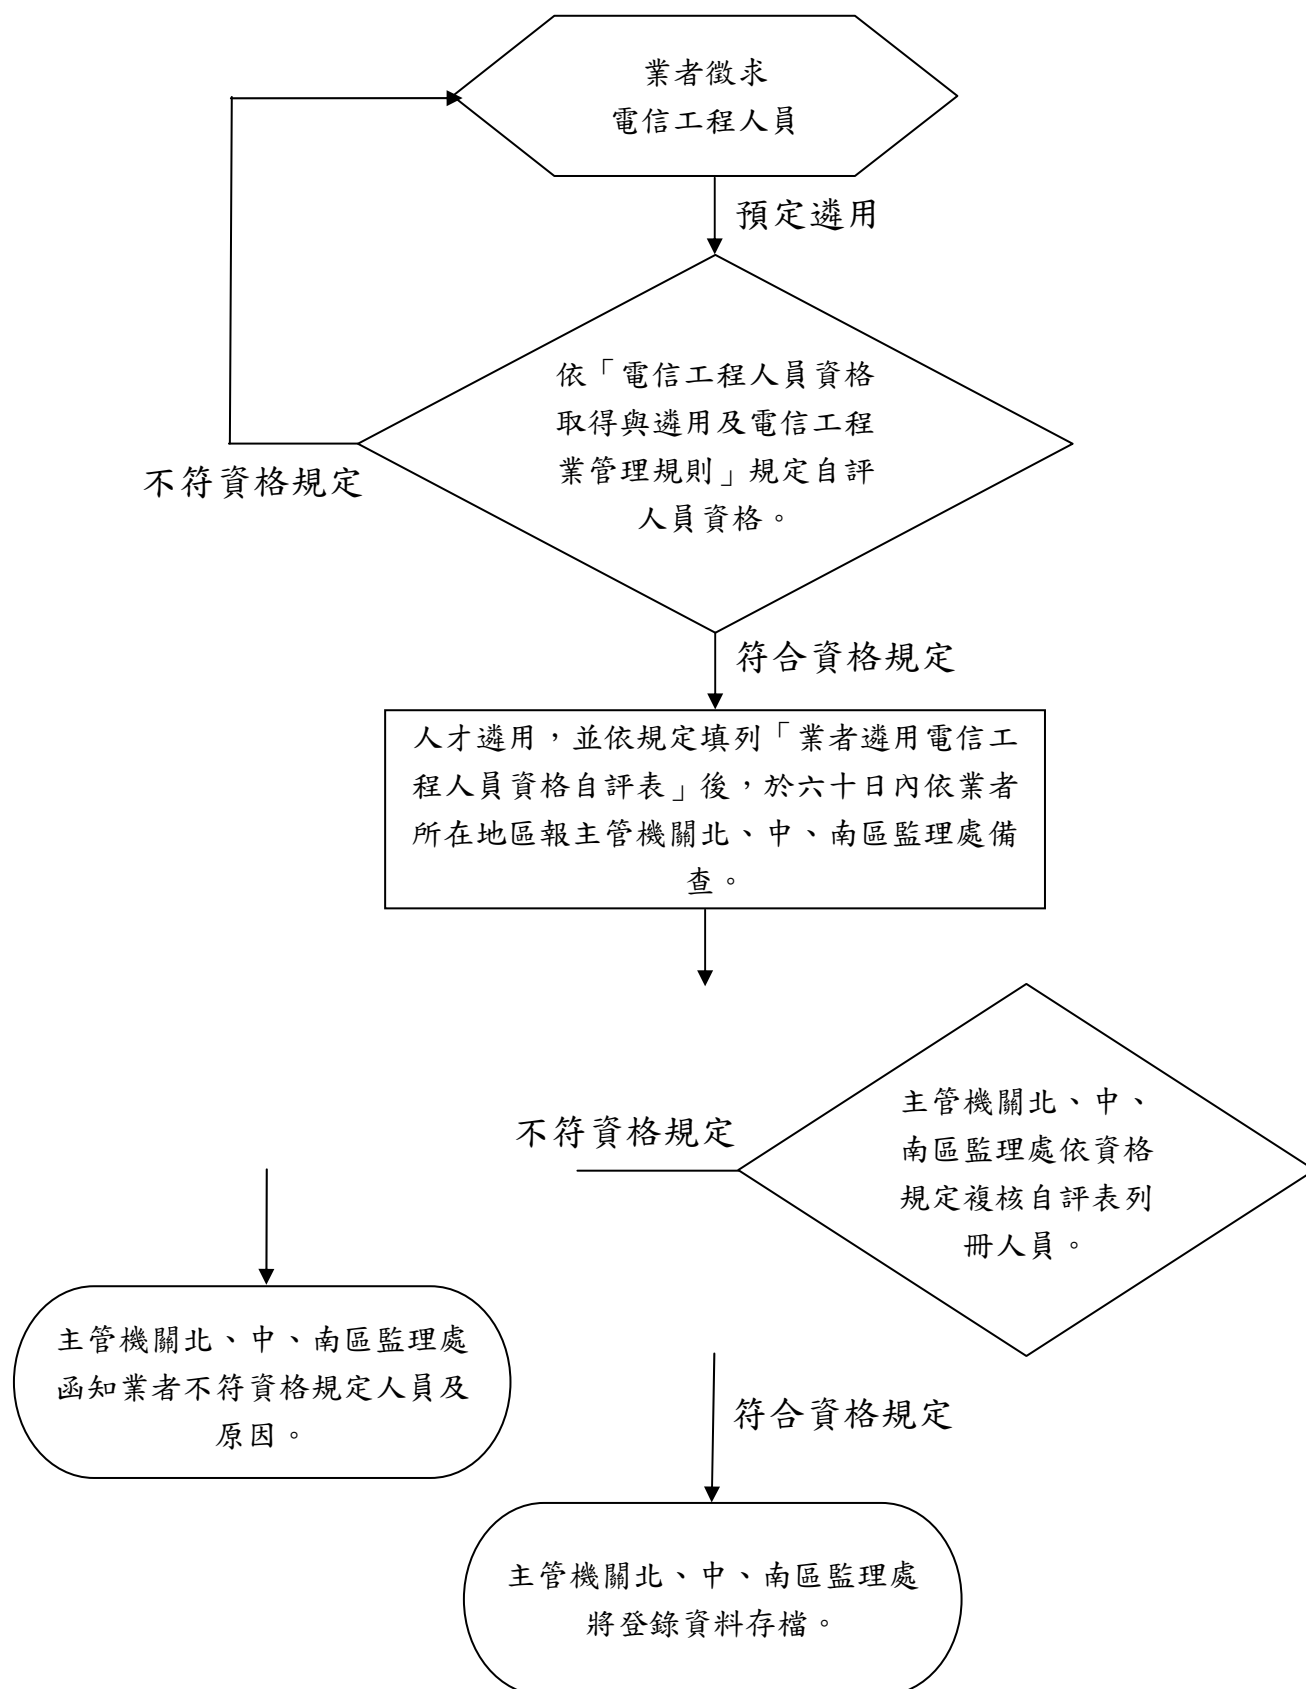 業者徵求
電信工程人員
預定遴用
依「電信工程人員資格
取得與遴用及電信工程
業管理規則」規定自評
人員資格。
不符資格規定
符合資格規定
人才遴用,並依規定填列「業者遴用電信工
程人員資格自評表」後,於六十日內依業者
所在地區報主管機關北、中、南區監理處備
查。
不符資格規定
主管機關北、中、
南區監理處依資格
規定複核自評表列
冊人員。
主管機關北、中、南區監理處
函知業者不符資格規定人員及
原因。
符合資格規定
主管機關北、中、南區監理處
將登錄資料存檔。